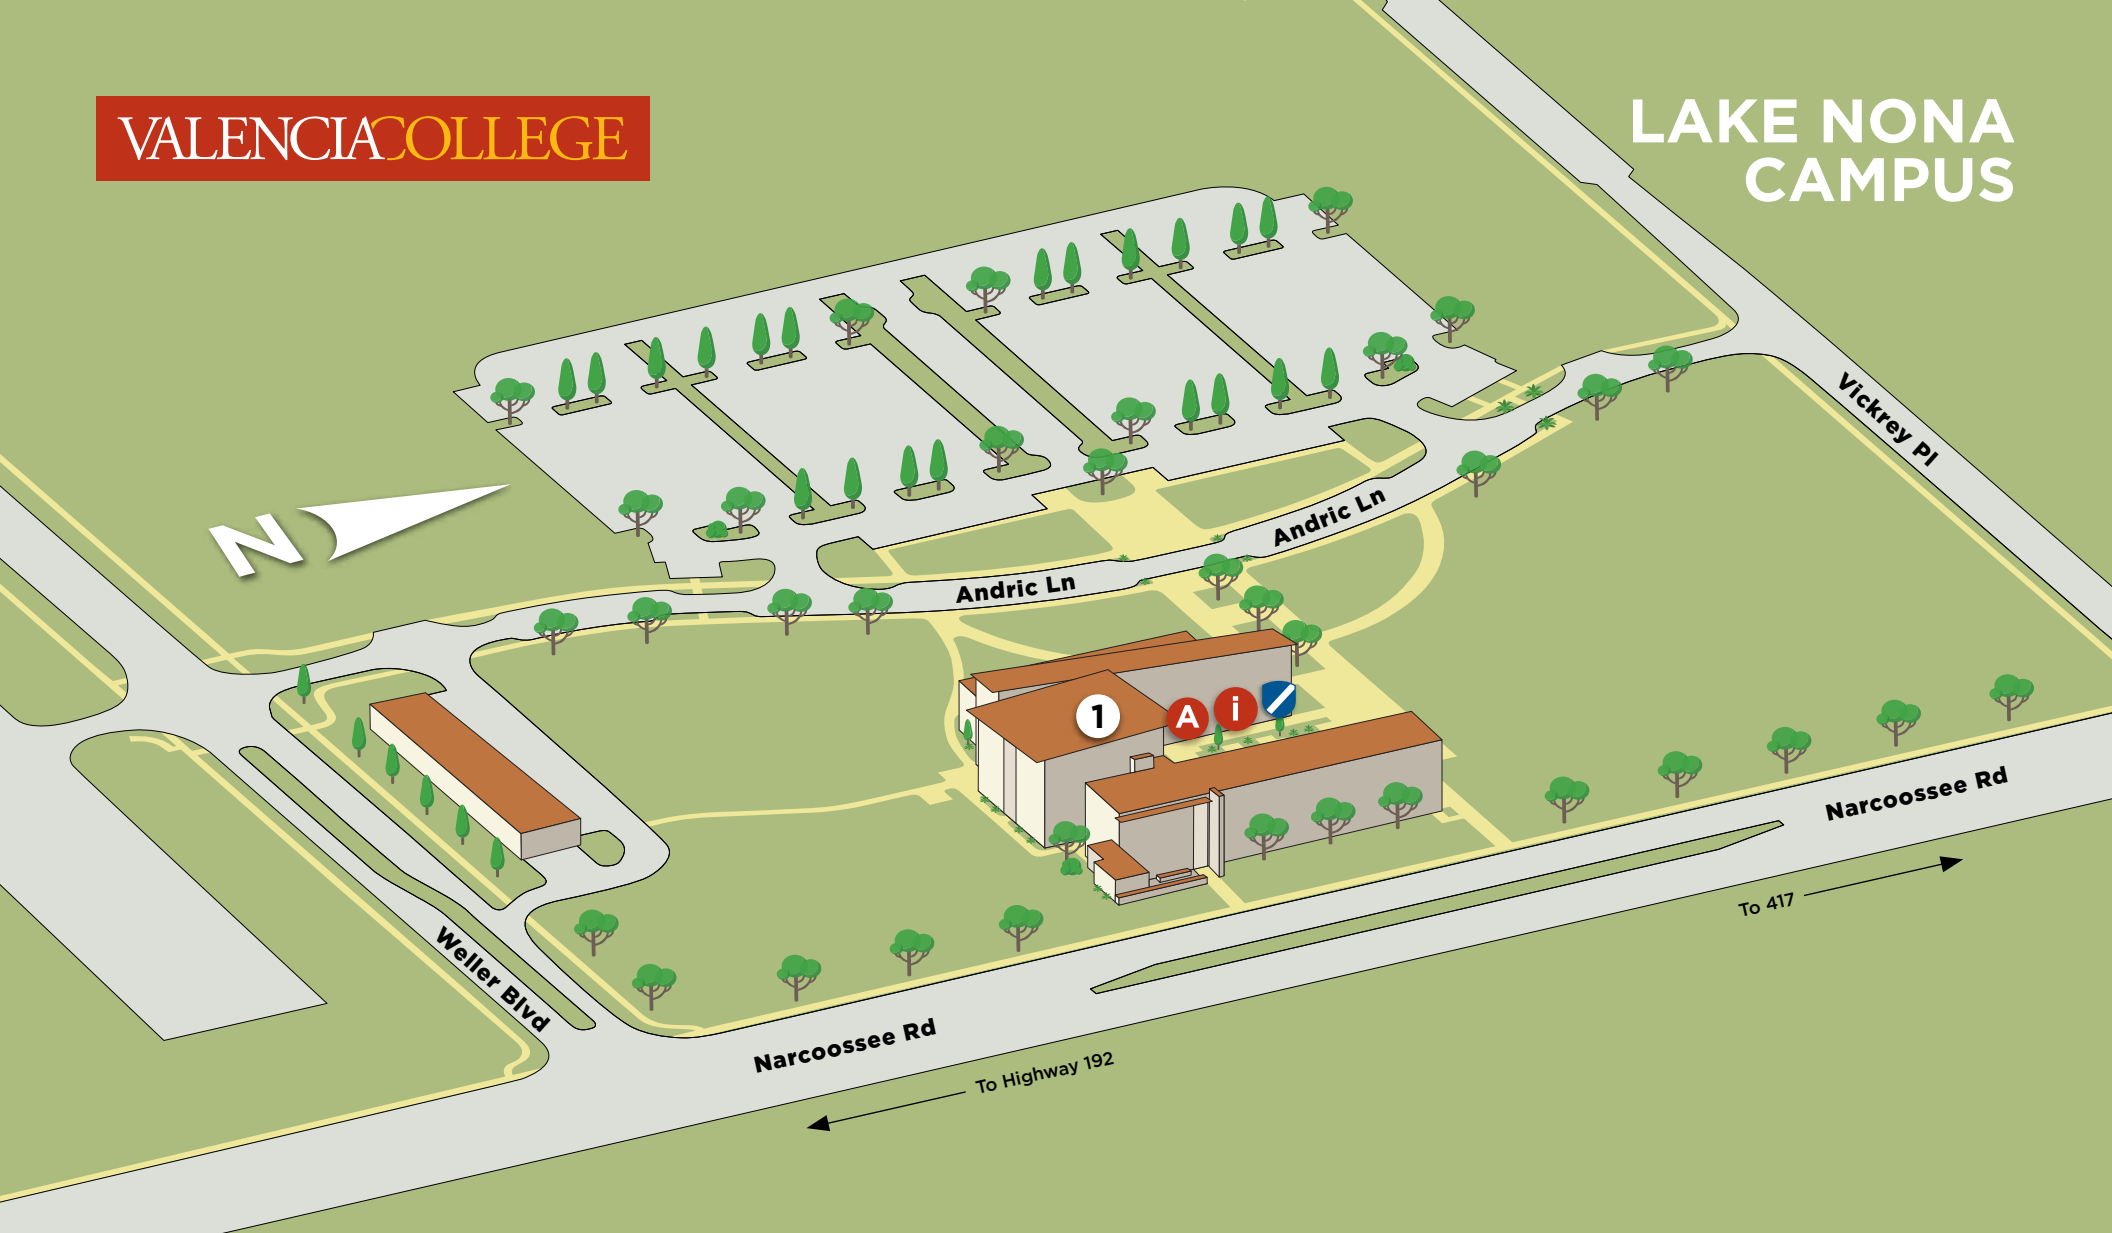 VALENCIACOLLEGE
LAKE NONA
CAMPUS
Vickrey Pl
N
Andric Ln
Andric Ln
1
A
i
Narcoossee Rd
To 417
Weller Blvd
Narcoossee Rd
To Highway 192